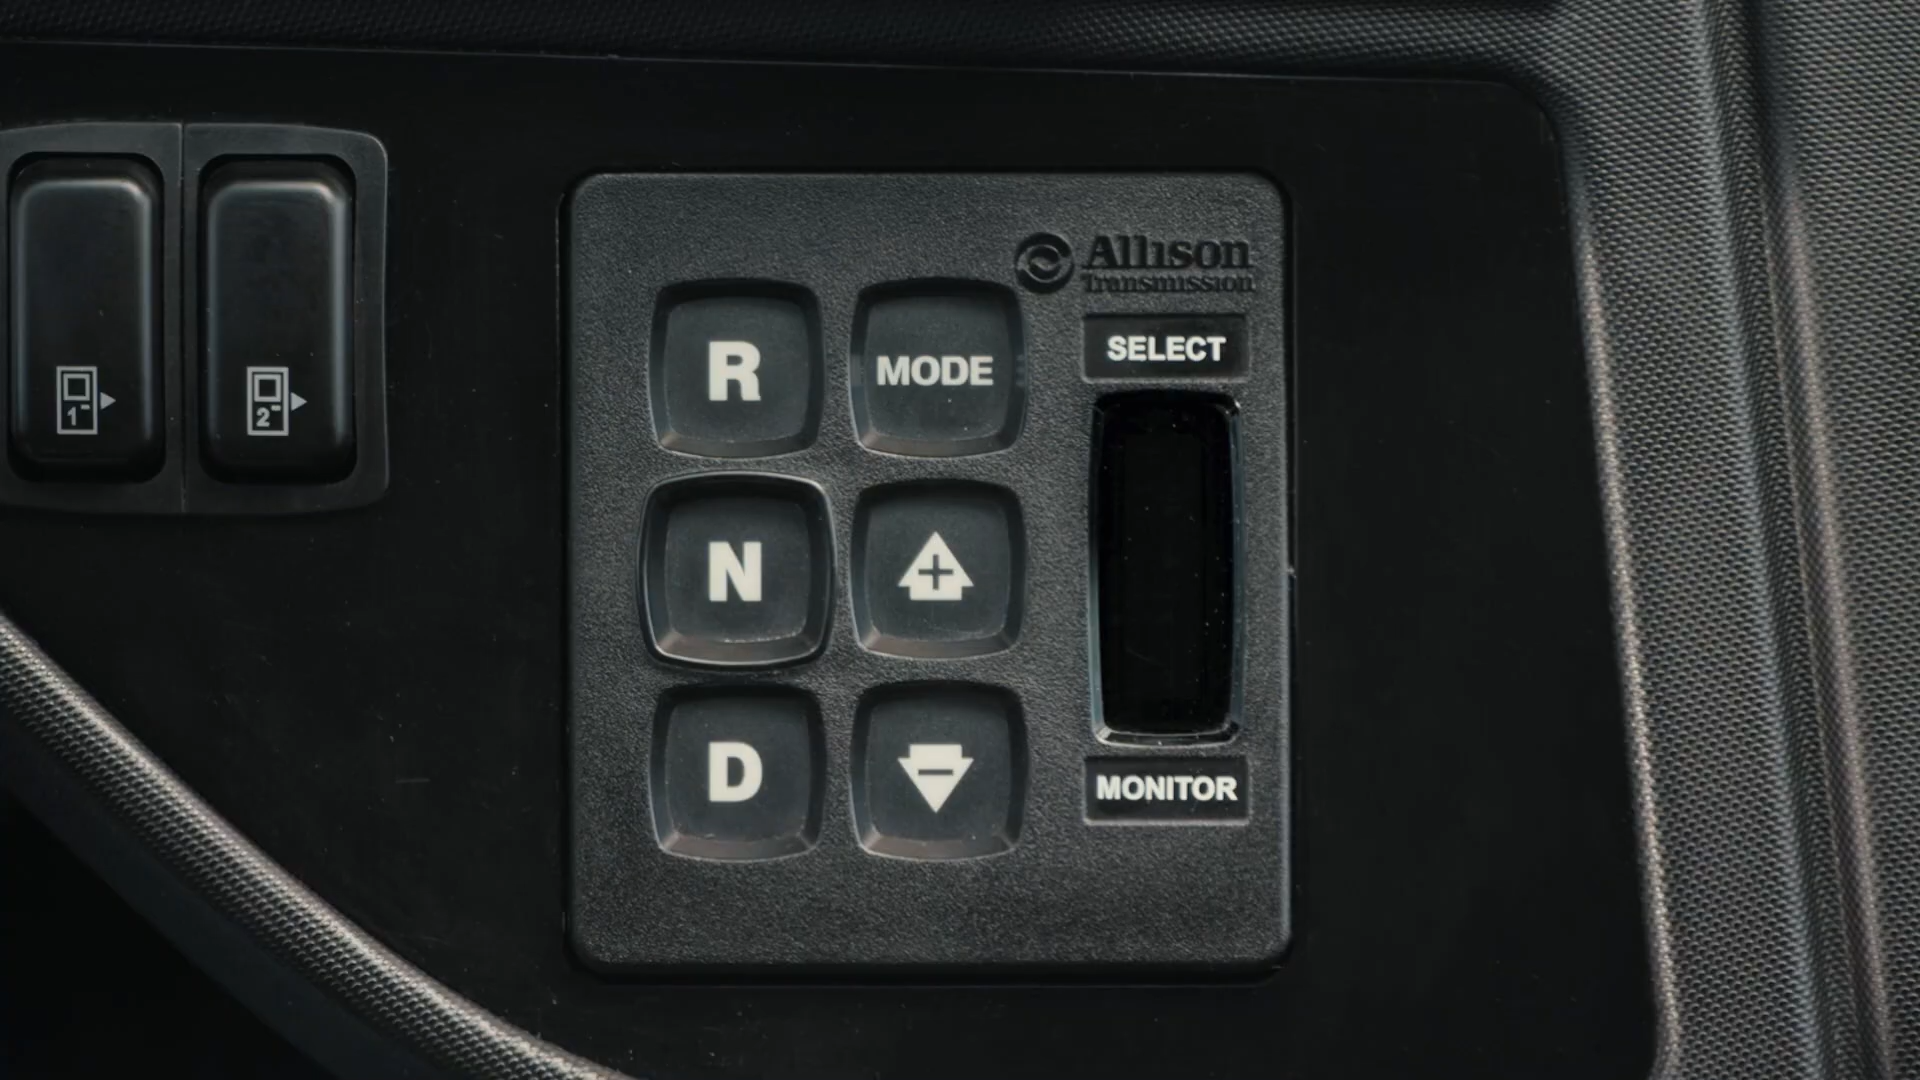 Allison
Transmission
SELECT
R
MODE
1
2
N
+
D
-
MONITOR